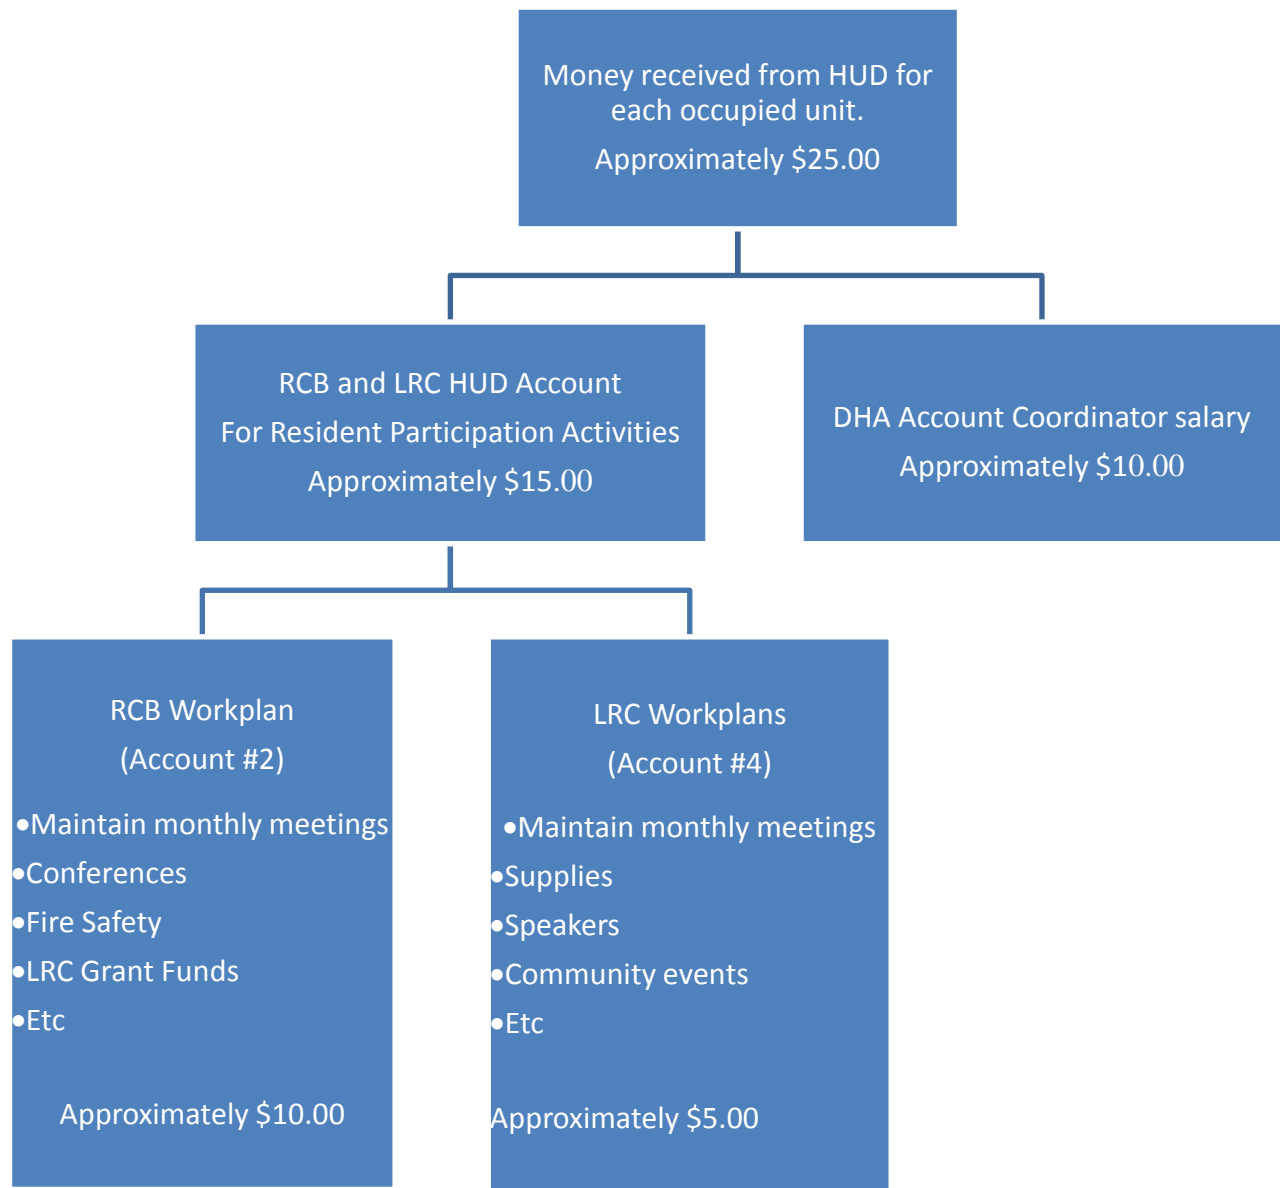 Money received from HUD for
each occupied unit.
Approximately $25.00
RCB and LRC HUD Account
For Resident Participation Activities
Approximately $15.00
DHA Account Coordinator salary
Approximately $10.00
RCB Workplan
(Account #2)
•Maintain monthly meetings
•Conferences
•Fire Safety
•LRC Grant Funds
•Etc
Approximately $10.00
LRC Workplans
(Account #4)
•Maintain monthly meetings
•Supplies
•Speakers
•Community events
•Etc
Approximately $5.00